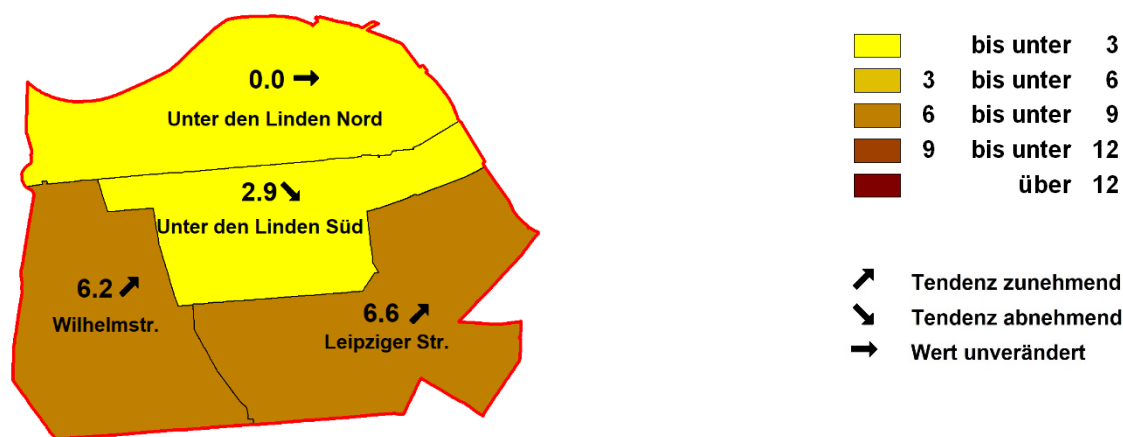 0.0 →
Unter den Linden Nord
2.9 ↘
Unter den Linden Süd
6.2 ↗
Wilhelmstr.
6.6 ↗
Leipziger Str.
bis unter 3
3 bis unter 6
6 bis unter 9
9 bis unter 12
über 12
↗ Tendenz zunehmend
↘ Tendenz abnehmend
→ Wert unverändert